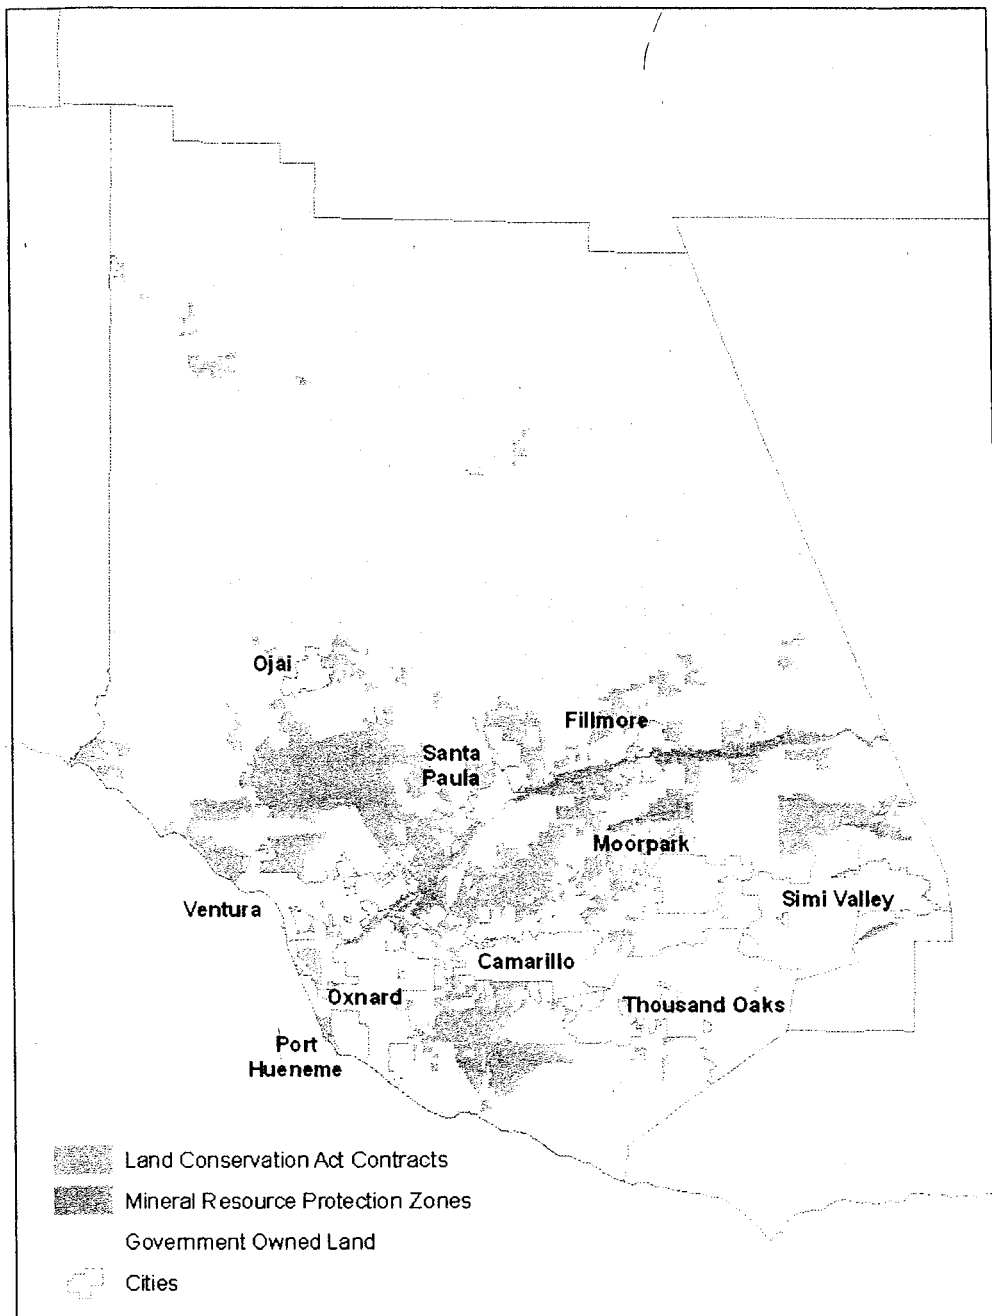 Ojai
Fillmore
Santa
Paula
Moorpark
Simi Valley
Ventura
Camarillo
Oxnard
Thousand Oaks
Port
Hueneme
Land Conservation Act Contracts
Mineral Resource Protection Zones
Government Owned Land
Cities